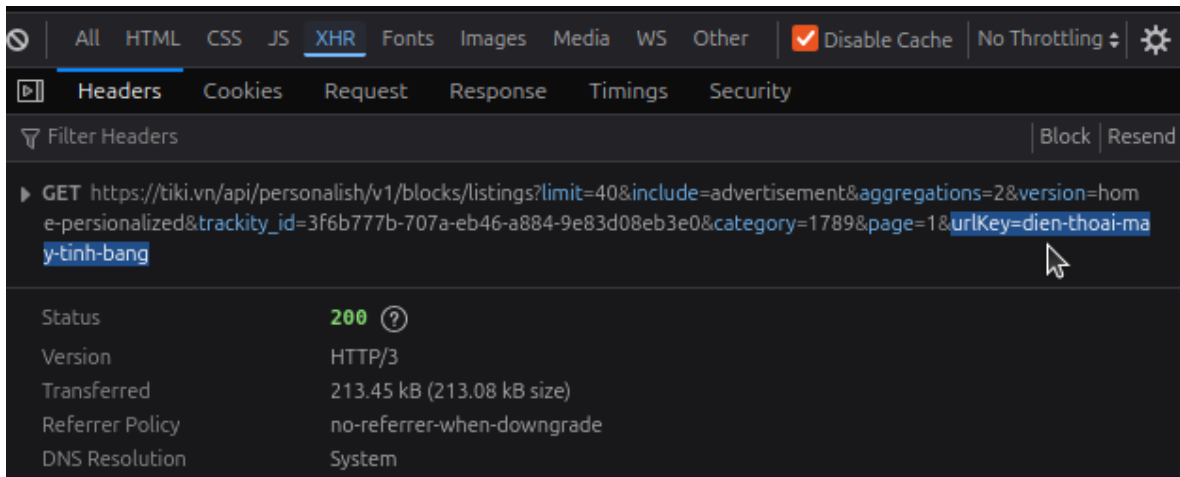 All HTML CSS JS XHR Fonts Images Media WS Other Disable Cache No Throttling
Headers Cookies Request Response Timings Security
Filter Headers Block Resend
GET https://tiki.vn/api/personalish/v1/blocks/listings?limit=40&include=advertisement&aggregations=2&version=hom
e-persionalized&trackity_id=3f6b777b-707a-eb46-a884-9e83d08eb3e0&category=1789&page=1&urlKey=dien-thoai-ma
y-tinh-bang
Status 200 ?
Version HTTP/3
Transferred 213.45 kB (213.08 kB size)
Referrer Policy no-referrer-when-downgrade
DNS Resolution System